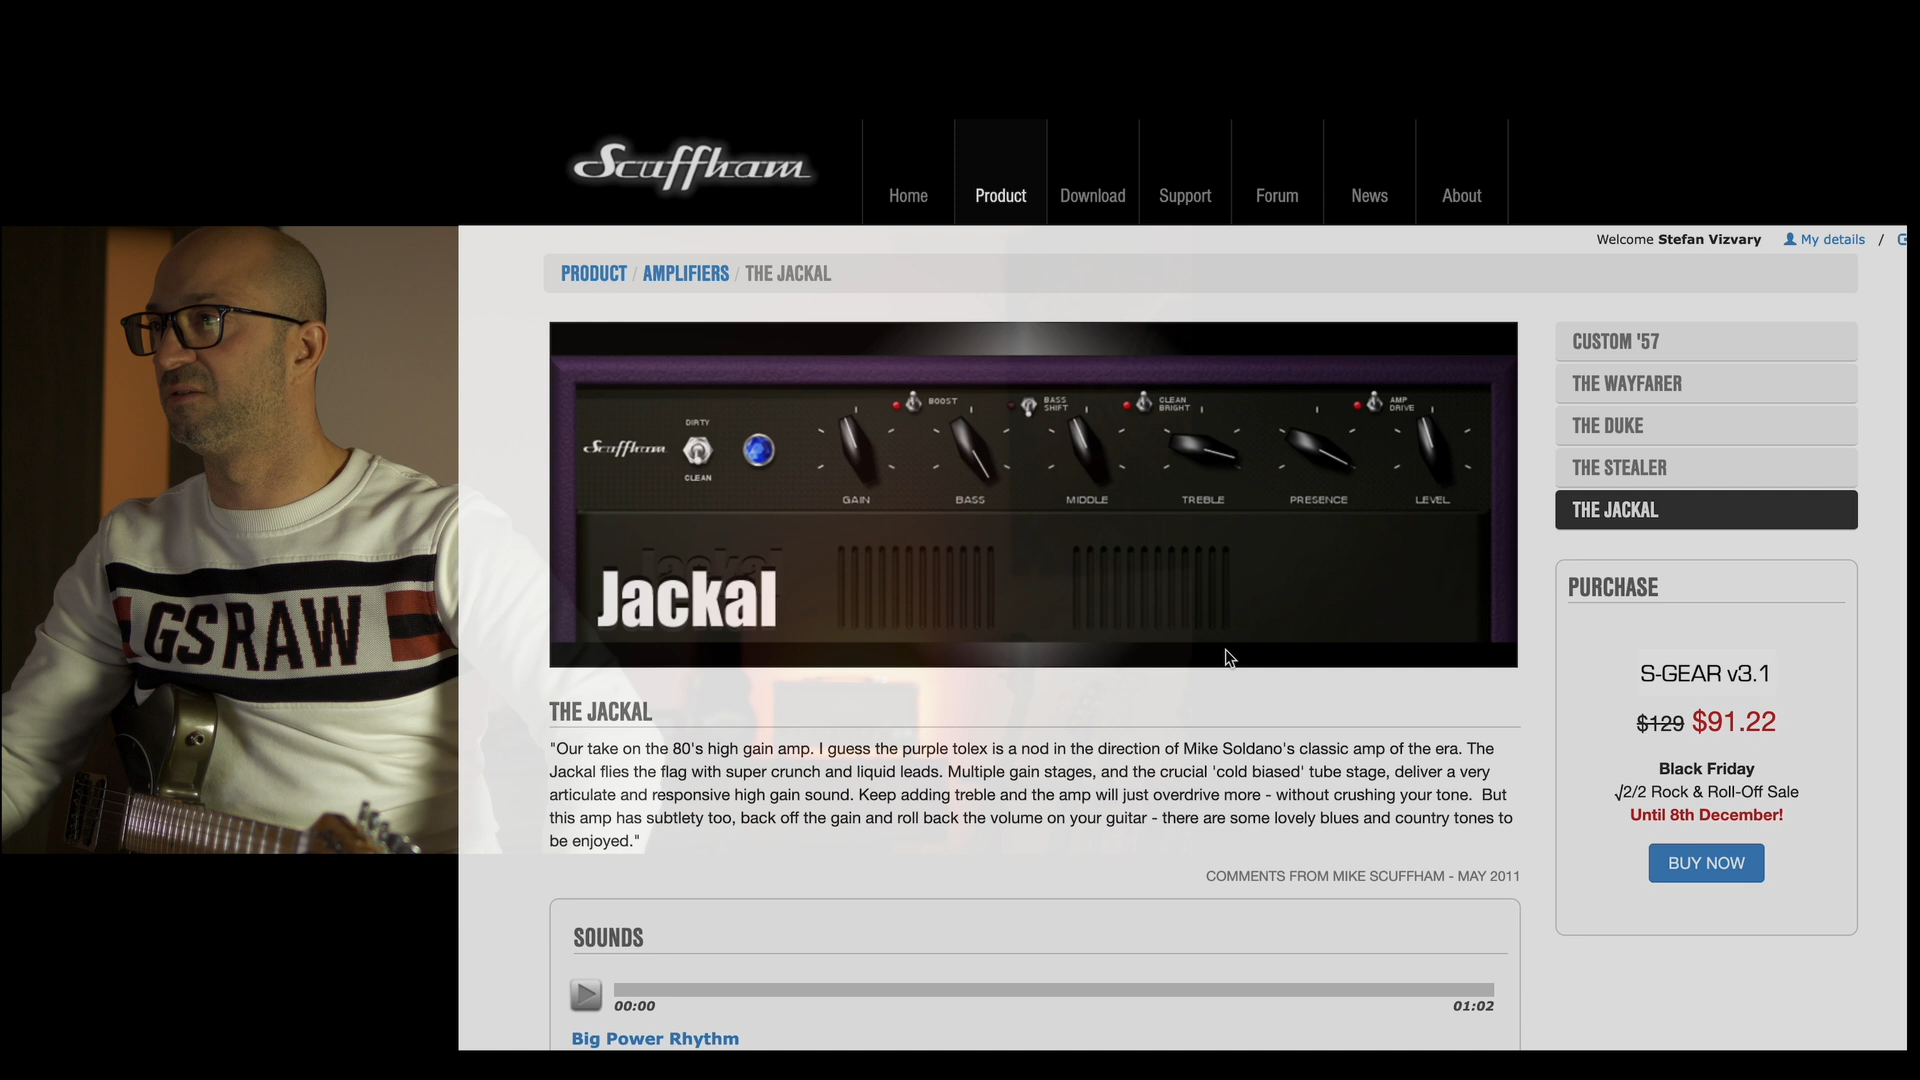 Scuffham
Home
Product
Download
Support
Forum
News
About
Welcome Stefan Vizvary
My details /
PRODUCT / AMPLIFIERS / THE JACKAL
Scuffham
DIRTY
CLEAN
BOOST
BASS
SHIFT
CLEAN
BRIGHT
AMP
DRIVE
GAIN
BASS
MIDDLE
TREBLE
PRESENCE
LEVEL
Jackal
CUSTOM '57
THE WAYFARER
THE DUKE
THE STEALER
THE JACKAL
PURCHASE
S-GEAR v3.1
$129 $91.22
Black Friday
√2/2 Rock & Roll-Off Sale
Until 8th December!
BUY NOW
GSRAW
THE JACKAL
"Our take on the 80's high gain amp. I guess the purple tolex is a nod in the direction of Mike Soldano's classic amp of the era. The
Jackal flies the flag with super crunch and liquid leads. Multiple gain stages, and the crucial 'cold biased' tube stage, deliver a very
articulate and responsive high gain sound. Keep adding treble and the amp will just overdrive more - without crushing your tone. But
this amp has subtlety too, back off the gain and roll back the volume on your guitar - there are some lovely blues and country tones to
be enjoyed."
COMMENTS FROM MIKE SCUFFHAM - MAY 2011
SOUNDS
00:00
01:02
Big Power Rhythm